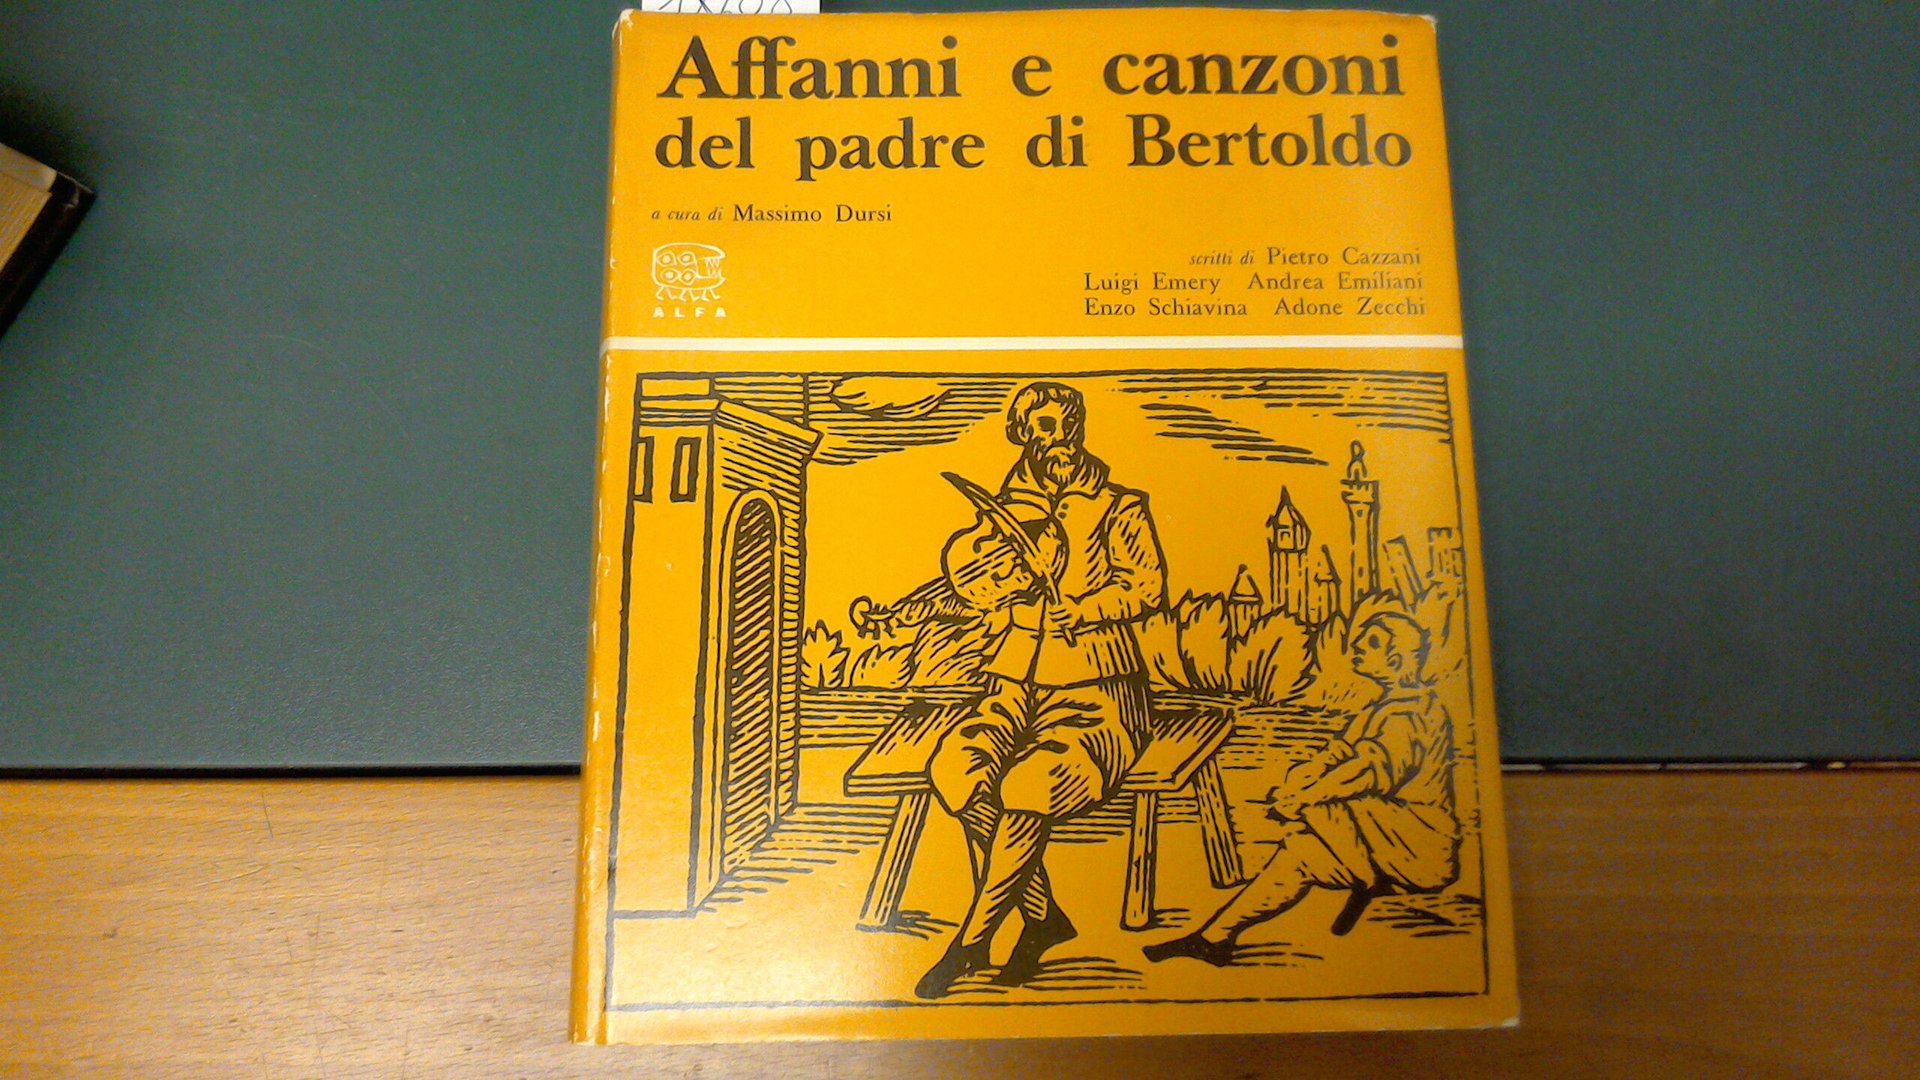 Affanni e canzoni
del padre di Bertoldo
a cura di Massimo Dursi
ALFA
scritti di Pietro Cazzani
Luigi Emery Andrea Emiliani
Enzo Schiavina Adone Zecchi